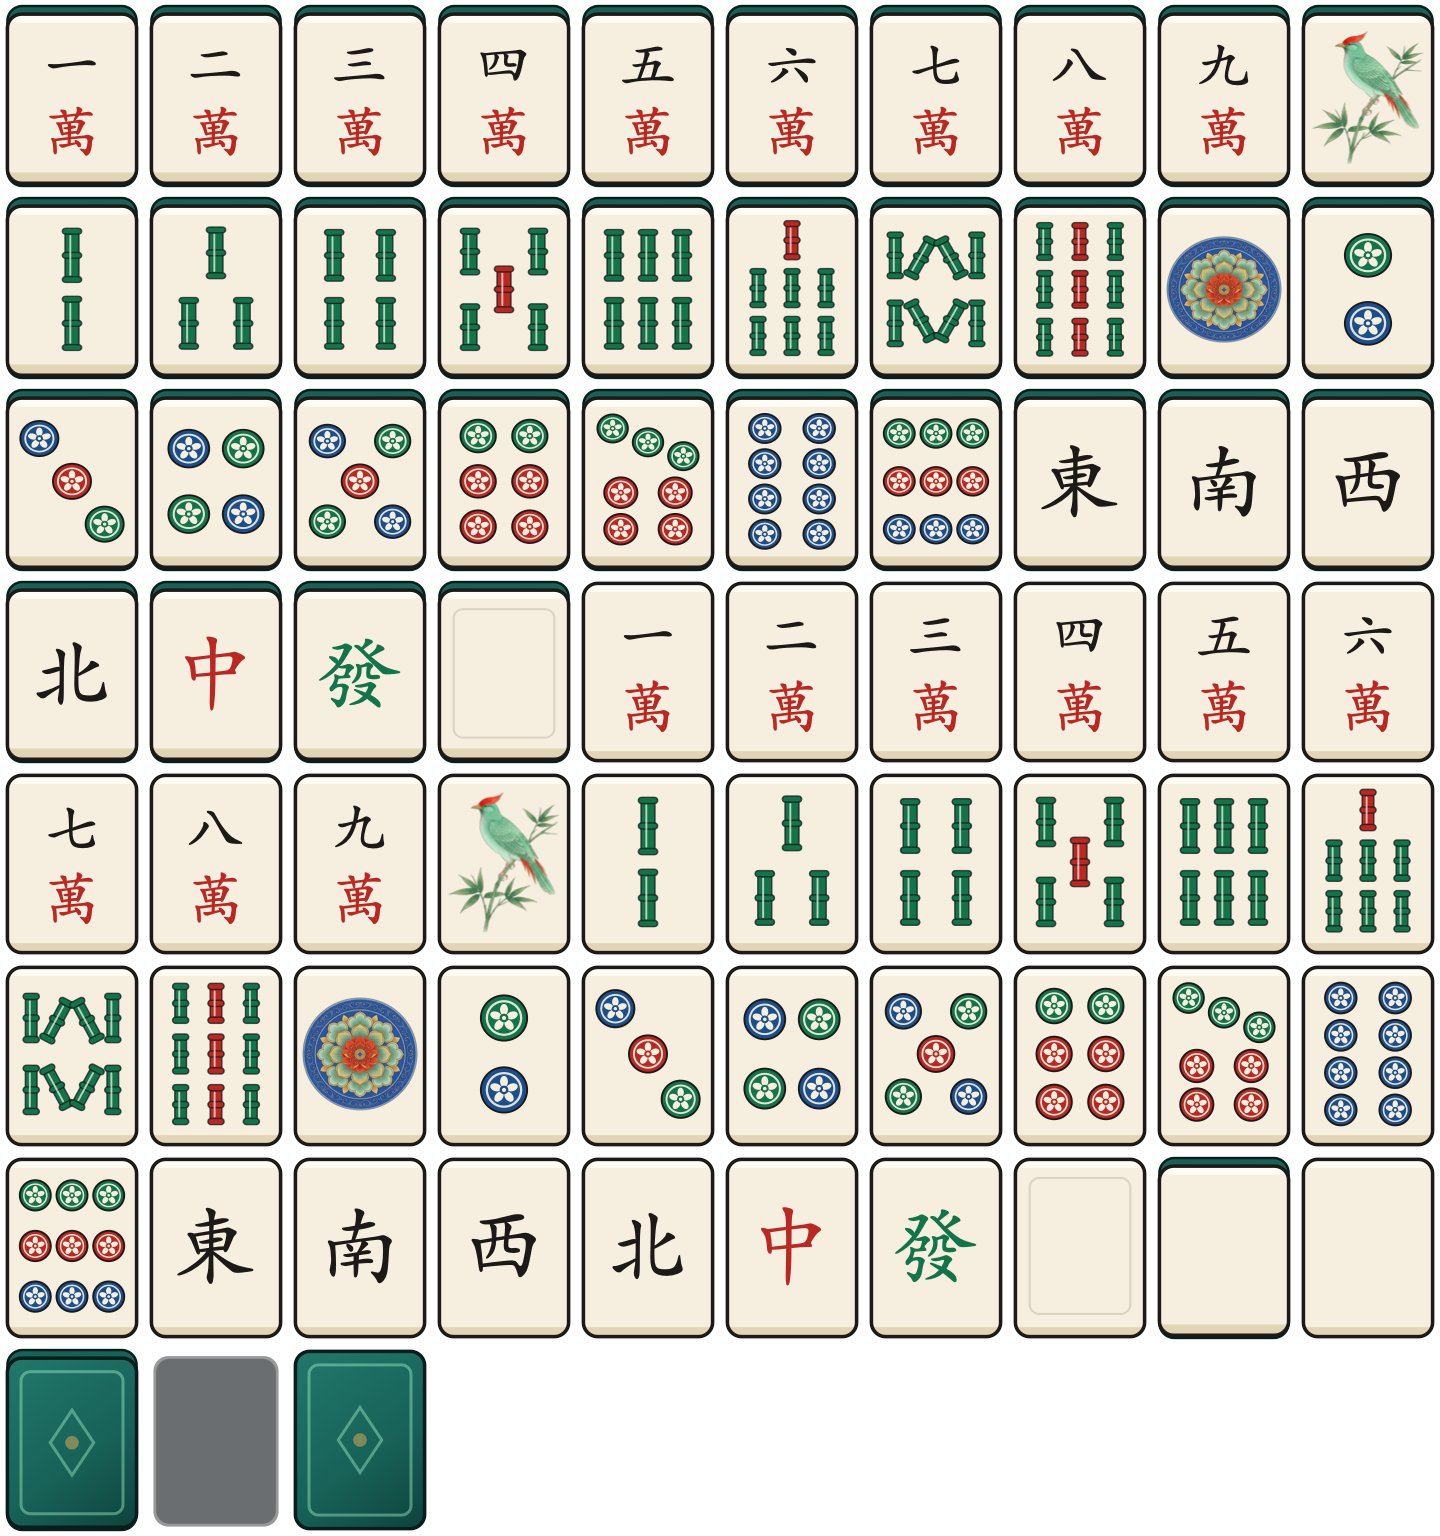 一 二 三 四 五 六 七 八 九
萬 萬 萬 萬 萬 萬 萬 萬 萬
東 南 西
北 中 發
一 二 三 四 五 六
萬 萬 萬 萬 萬 萬
七 八 九
萬 萬 萬
東 南 西 北 中 發